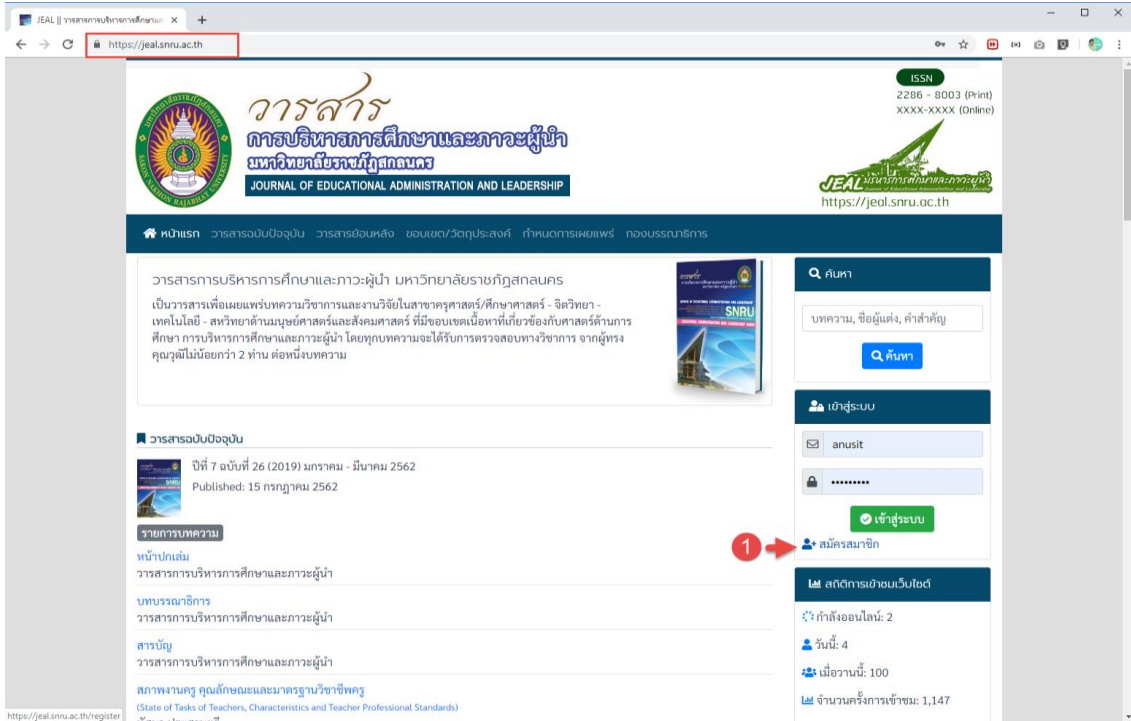 JEAL || วารสารการบริหารการศึกษาและ
https://jeal.snru.ac.th
วารสาร
การบริหารการศึกษาและภาวะผู้นำ
มหาวิทยาลัยราชภัฏสกลนคร
JOURNAL OF EDUCATIONAL ADMINISTRATION AND LEADERSHIP
ISSN
2286 - 8003 (Print)
XXXX-XXXX (Online)
JEAL บริหารการศึกษาและภาวะผู้นำ
Journal of Educational Administration and Leadership
https://jeal.snru.ac.th
หน้าแรก วารสารฉบับปัจจุบัน วารสารย้อนหลัง ขอบเขต/วัตถุประสงค์ กำหนดการเผยแพร่ กองบรรณาธิการ
วารสารการบริหารการศึกษาและภาวะผู้นำ มหาวิทยาลัยราชภัฏสกลนคร
เป็นวารสารเพื่อเผยแพร่บทความวิชาการและงานวิจัยในสาขาครุศาสตร์/ศึกษาศาสตร์ - จิตวิทยา -
เทคโนโลยี - สหวิทยาด้านมนุษย์ศาสตร์และสังคมศาสตร์ ที่มีขอบเขตเนื้อหาที่เกี่ยวข้องกับศาสตร์ด้านการ
ศึกษา การบริหารการศึกษาและภาวะผู้นำ โดยทุกบทความจะได้รับการตรวจสอบทางวิชาการ จากผู้ทรง
คุณวุฒิไม่น้อยกว่า 2 ท่าน ต่อหนึ่งบทความ
SNRU
ค้นหา
บทความ, ชื่อผู้แต่ง, คำสำคัญ
ค้นหา
เข้าสู่ระบบ
anusit
•••••••••
เข้าสู่ระบบ
1
สมัครสมาชิก
วารสารฉบับปัจจุบัน
ปีที่ 7 ฉบับที่ 26 (2019) มกราคม - มีนาคม 2562
Published: 15 กรกฎาคม 2562
รายการบทความ
หน้าปกเล่ม
วารสารการบริหารการศึกษาและภาวะผู้นำ
บทบรรณาธิการ
วารสารการบริหารการศึกษาและภาวะผู้นำ
สารบัญ
วารสารการบริหารการศึกษาและภาวะผู้นำ
สภาพงานครู คุณลักษณะและมาตรฐานวิชาชีพครู
(State of Tasks of Teachers, Characteristics and Teacher Professional Standards)
สถิติการเข้าชมเว็บไซต์
กำลังออนไลน์: 2
วันนี้: 4
เมื่อวานนี้: 100
จำนวนครั้งการเข้าชม: 1,147
https://jeal.snru.ac.th/register